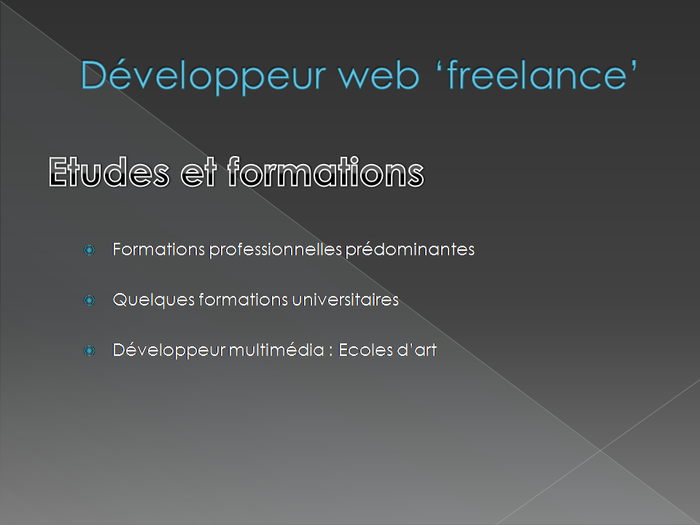 Développeur web ‘freelance’
Etudes et formations
Formations professionnelles prédominantes
Quelques formations universitaires
Développeur multimédia : Ecoles d’art